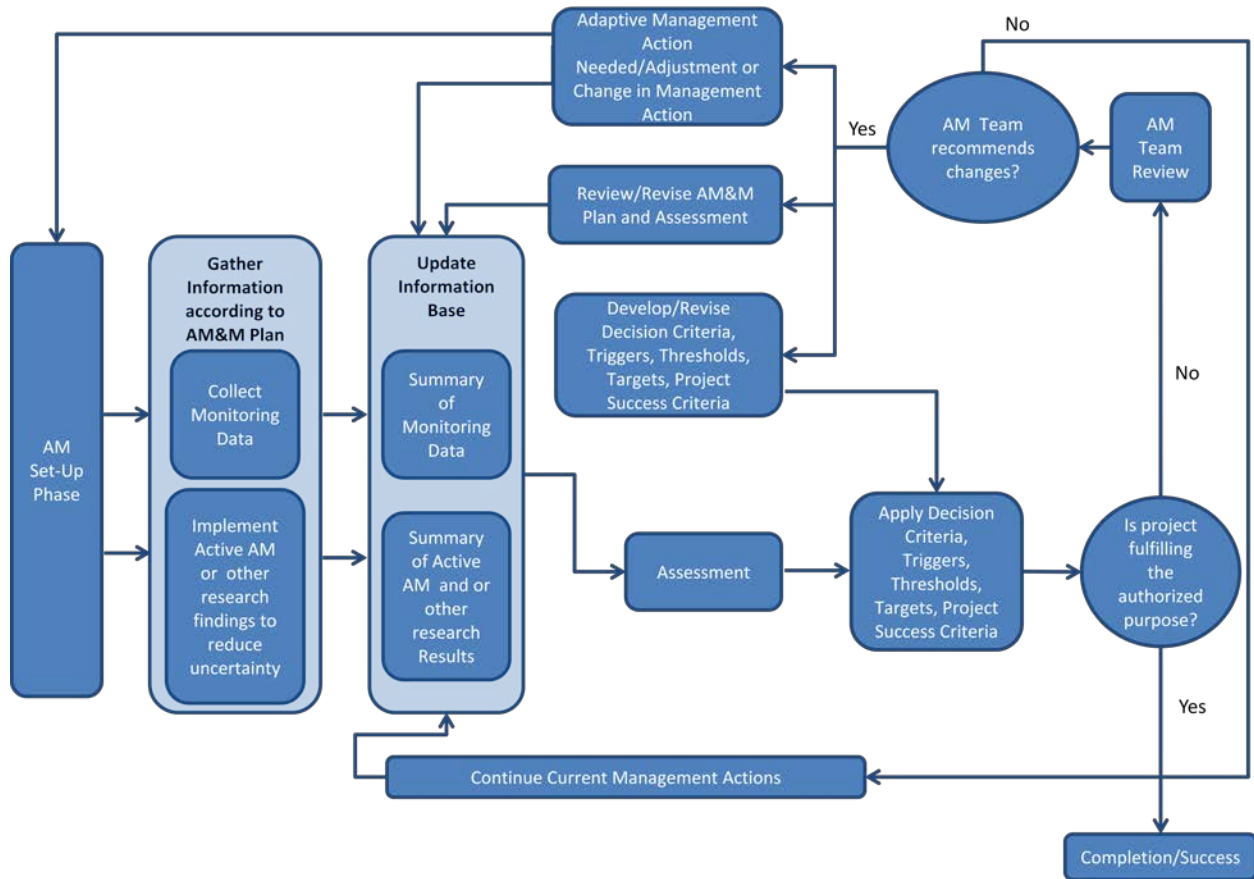 Adaptive Management
Action
Needed/Adjustment or
Change in Management
Action
No
AM Team
recommends
changes?
AM
Team
Review
Yes
Review/Revise AM&M
Plan and Assessment
Gather
Information
according to
AM&M Plan
Update
Information
Base
Develop/Revise
Decision Criteria,
Triggers, Thresholds,
Targets, Project
Success Criteria
No
Collect
Monitoring
Data
Summary
of
Monitoring
Data
AM
Set-Up
Phase
Implement
Active AM
or other
research
findings to
reduce
uncertainty
Summary
of Active
AM and or
other
research
Results
Assessment
Apply Decision
Criteria,
Triggers,
Thresholds,
Targets, Project
Success Criteria
Is project
fulfilling
the
authorized
purpose?
Yes
Continue Current Management Actions
Completion/Success